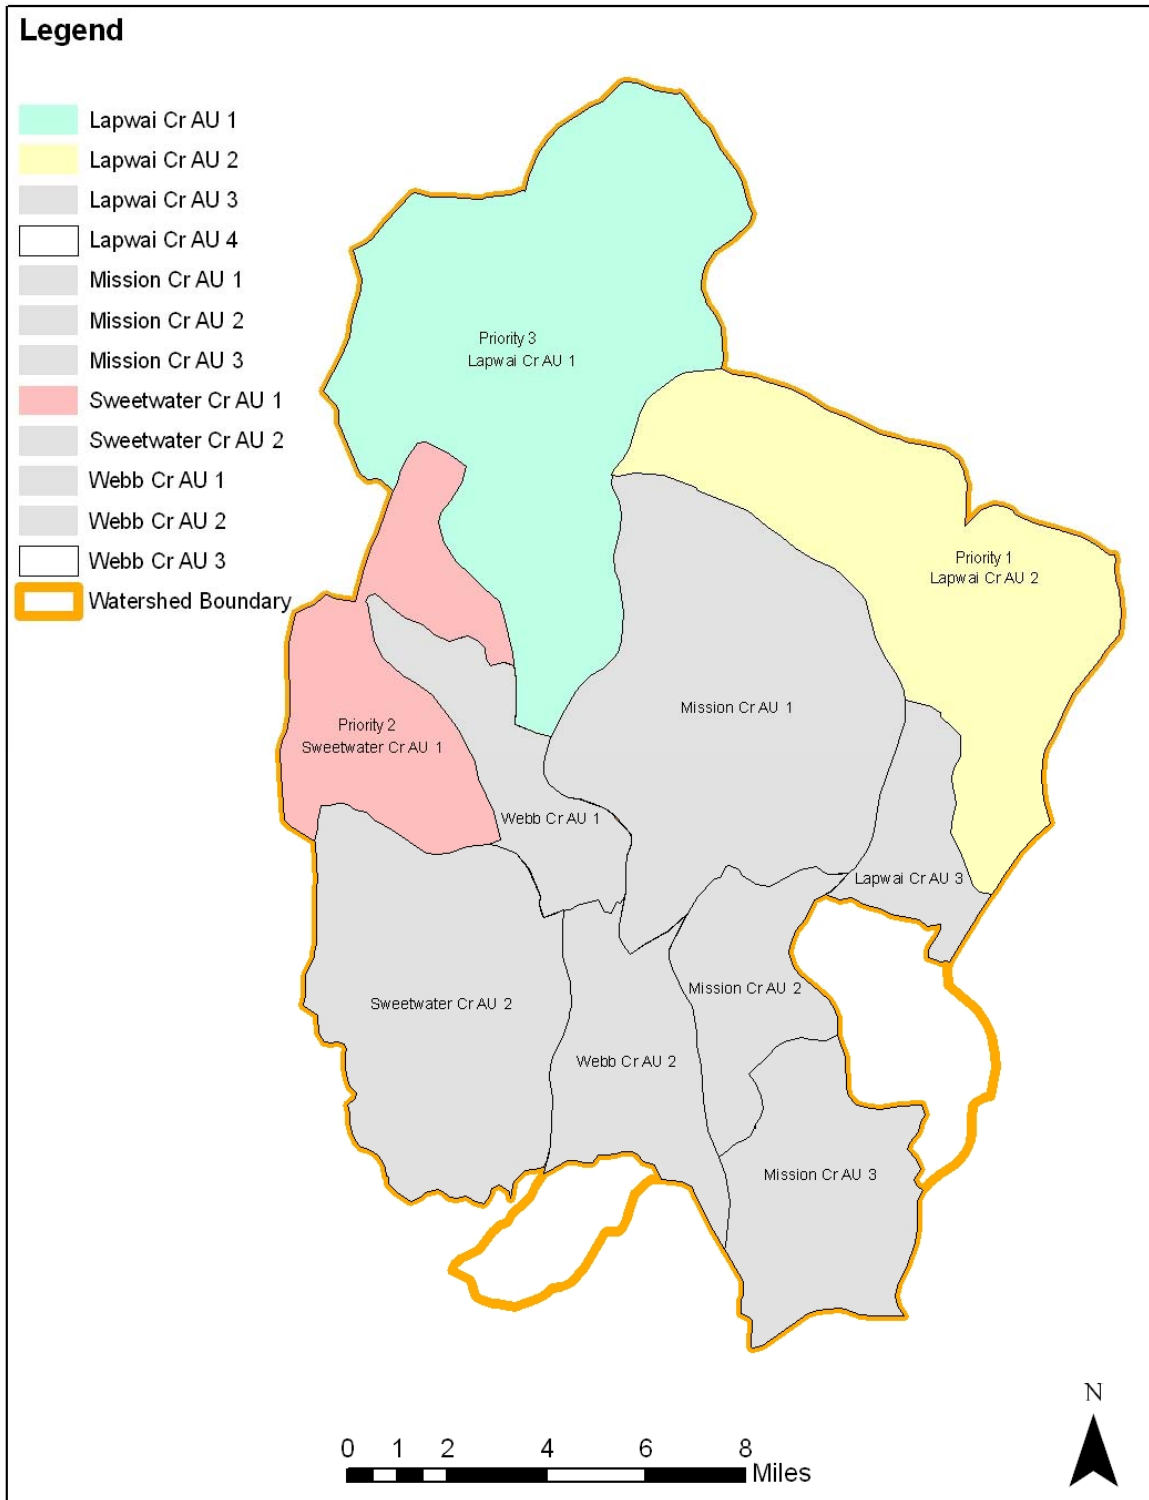 Legend
Lapwai Cr AU 1
Lapwai Cr AU 2
Lapwai Cr AU 3
Lapwai Cr AU 4
Mission Cr AU 1
Mission Cr AU 2
Mission Cr AU 3
Sweetwater Cr AU 1
Sweetwater Cr AU 2
Webb Cr AU 1
Webb Cr AU 2
Webb Cr AU 3
Watershed Boundary
Priority 3
Lapwai Cr AU 1
Priority 1
Lapwai Cr AU 2
Mission Cr AU 1
Priority 2
Sweetwater Cr AU 1
Webb Cr AU 1
Lapwai Cr AU 3
Mission Cr AU 2
Sweetwater Cr AU 2
Webb Cr AU 2
Mission Cr AU 3
N
0 1 2 4 6 8
Miles